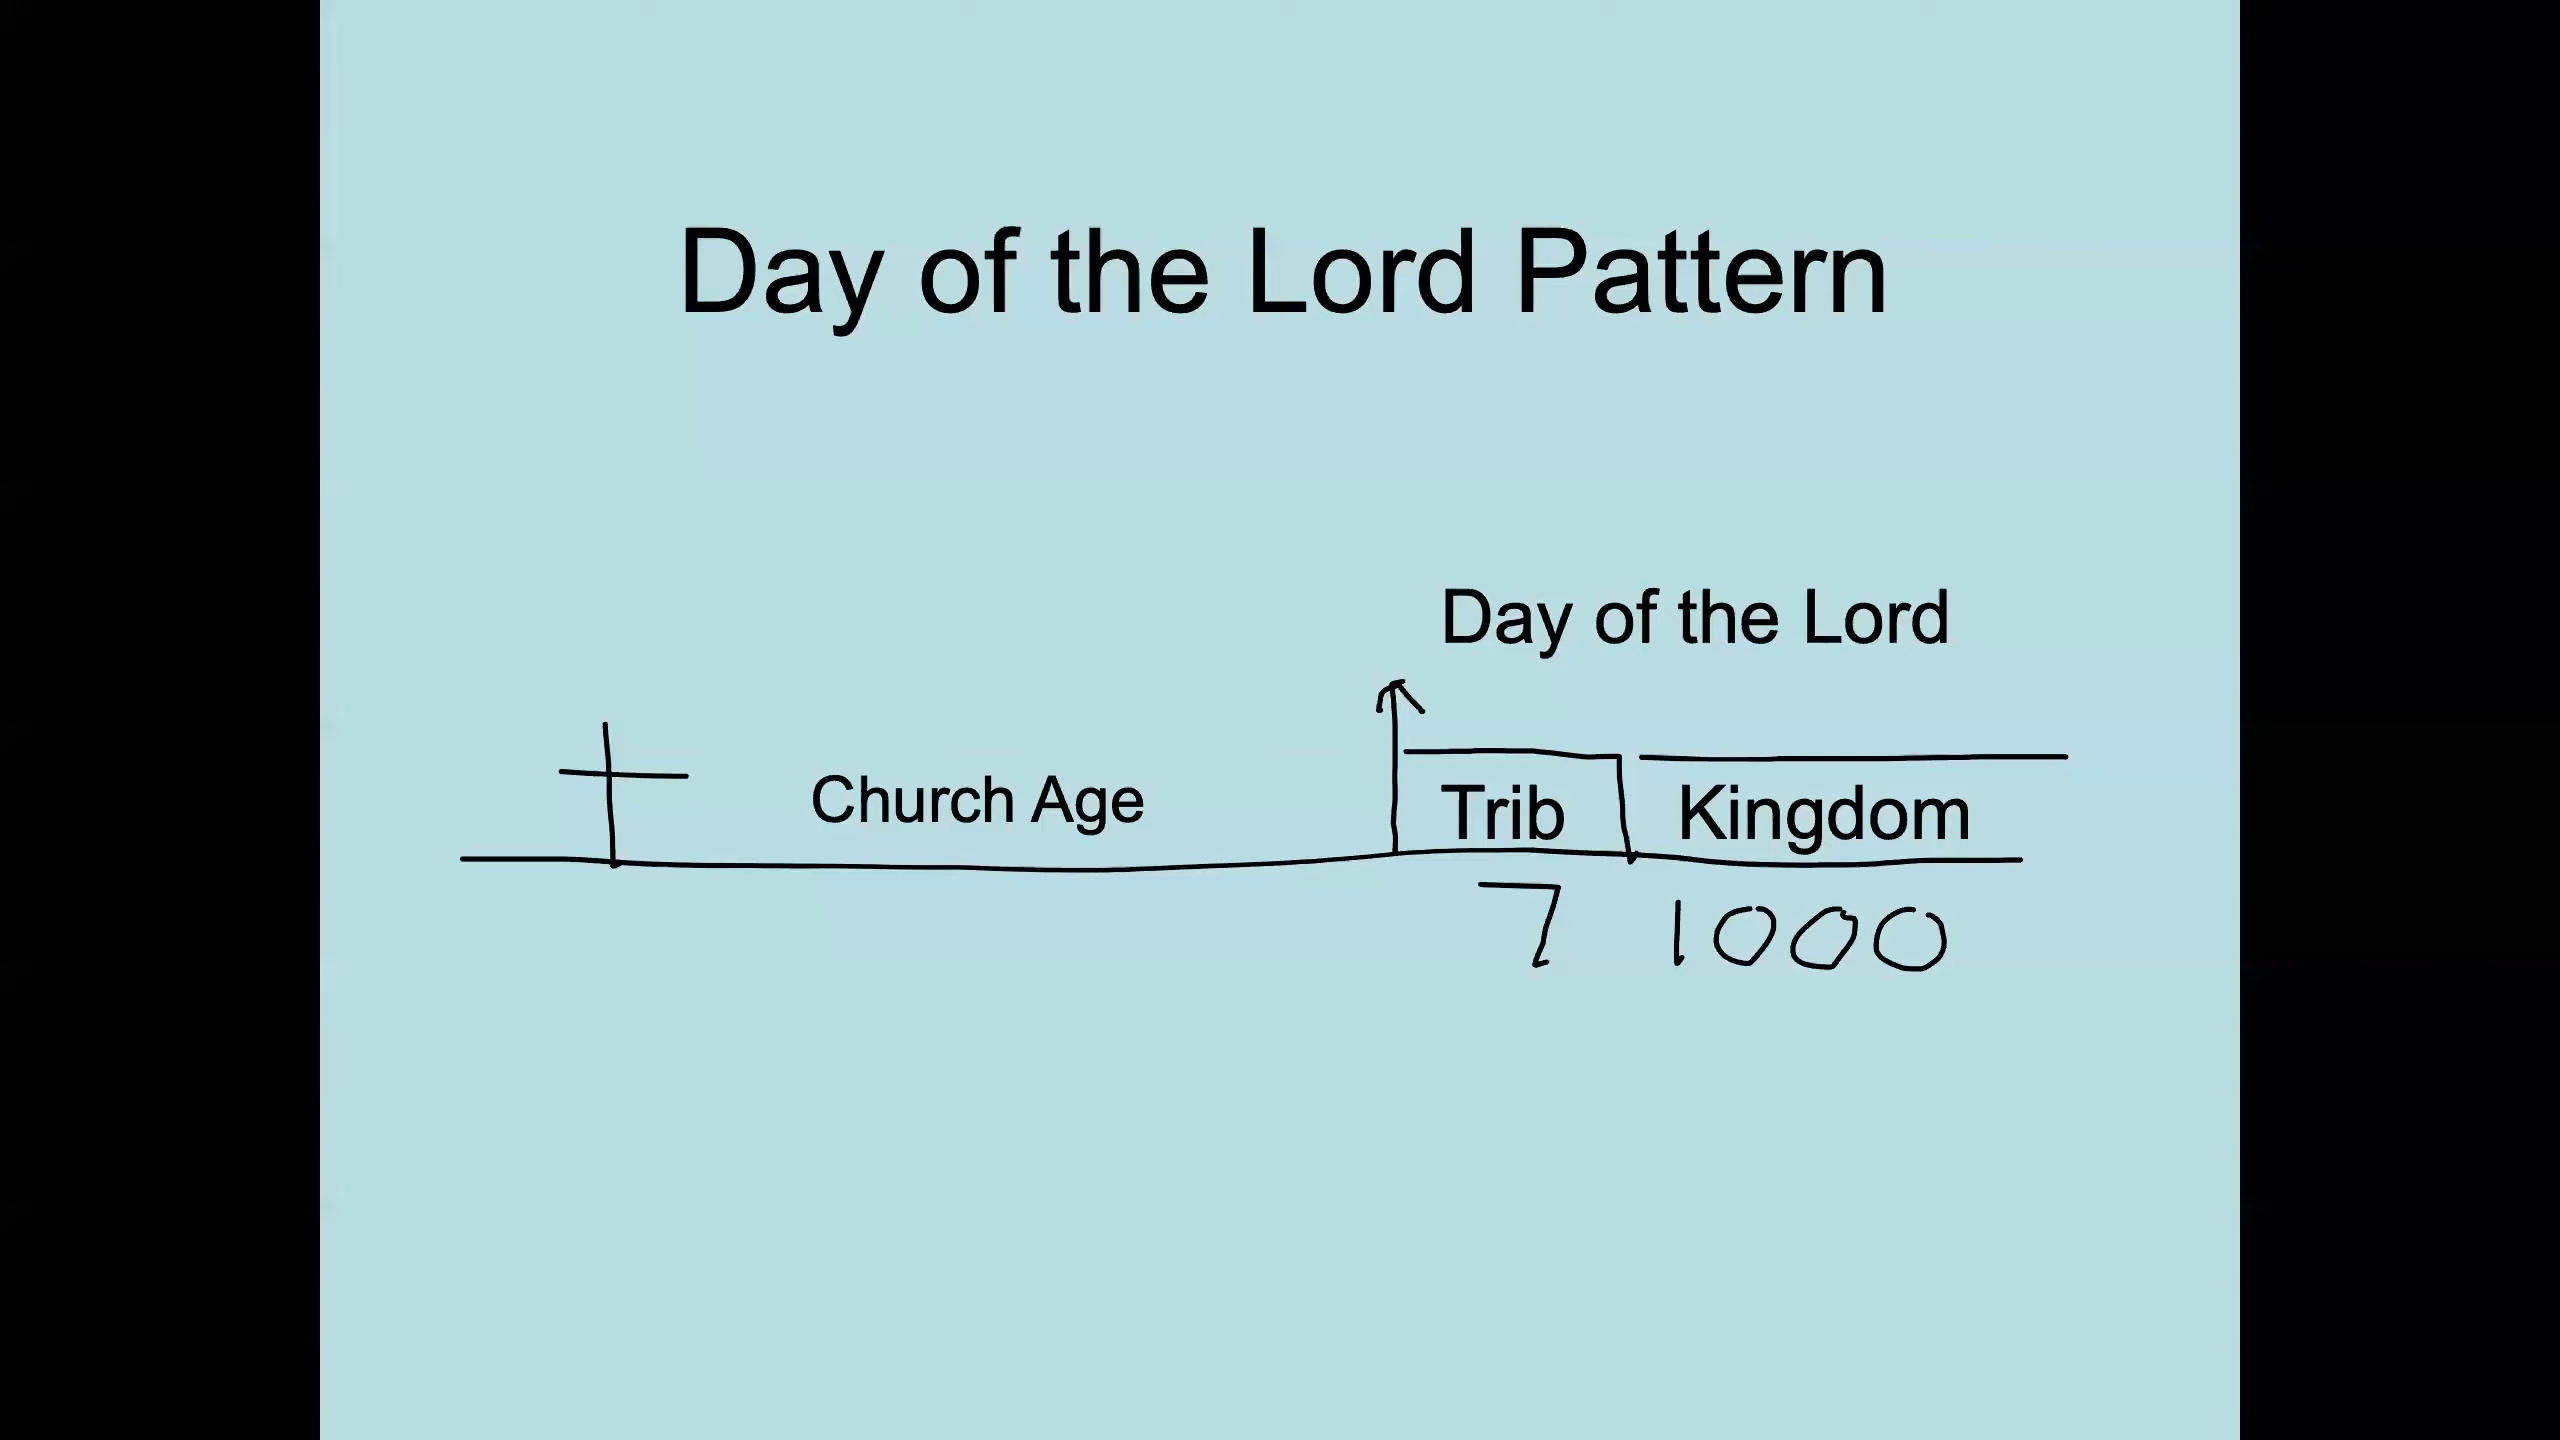 Day of the Lord Pattern
Day of the Lord
Church Age
Trib
Kingdom
7
1000